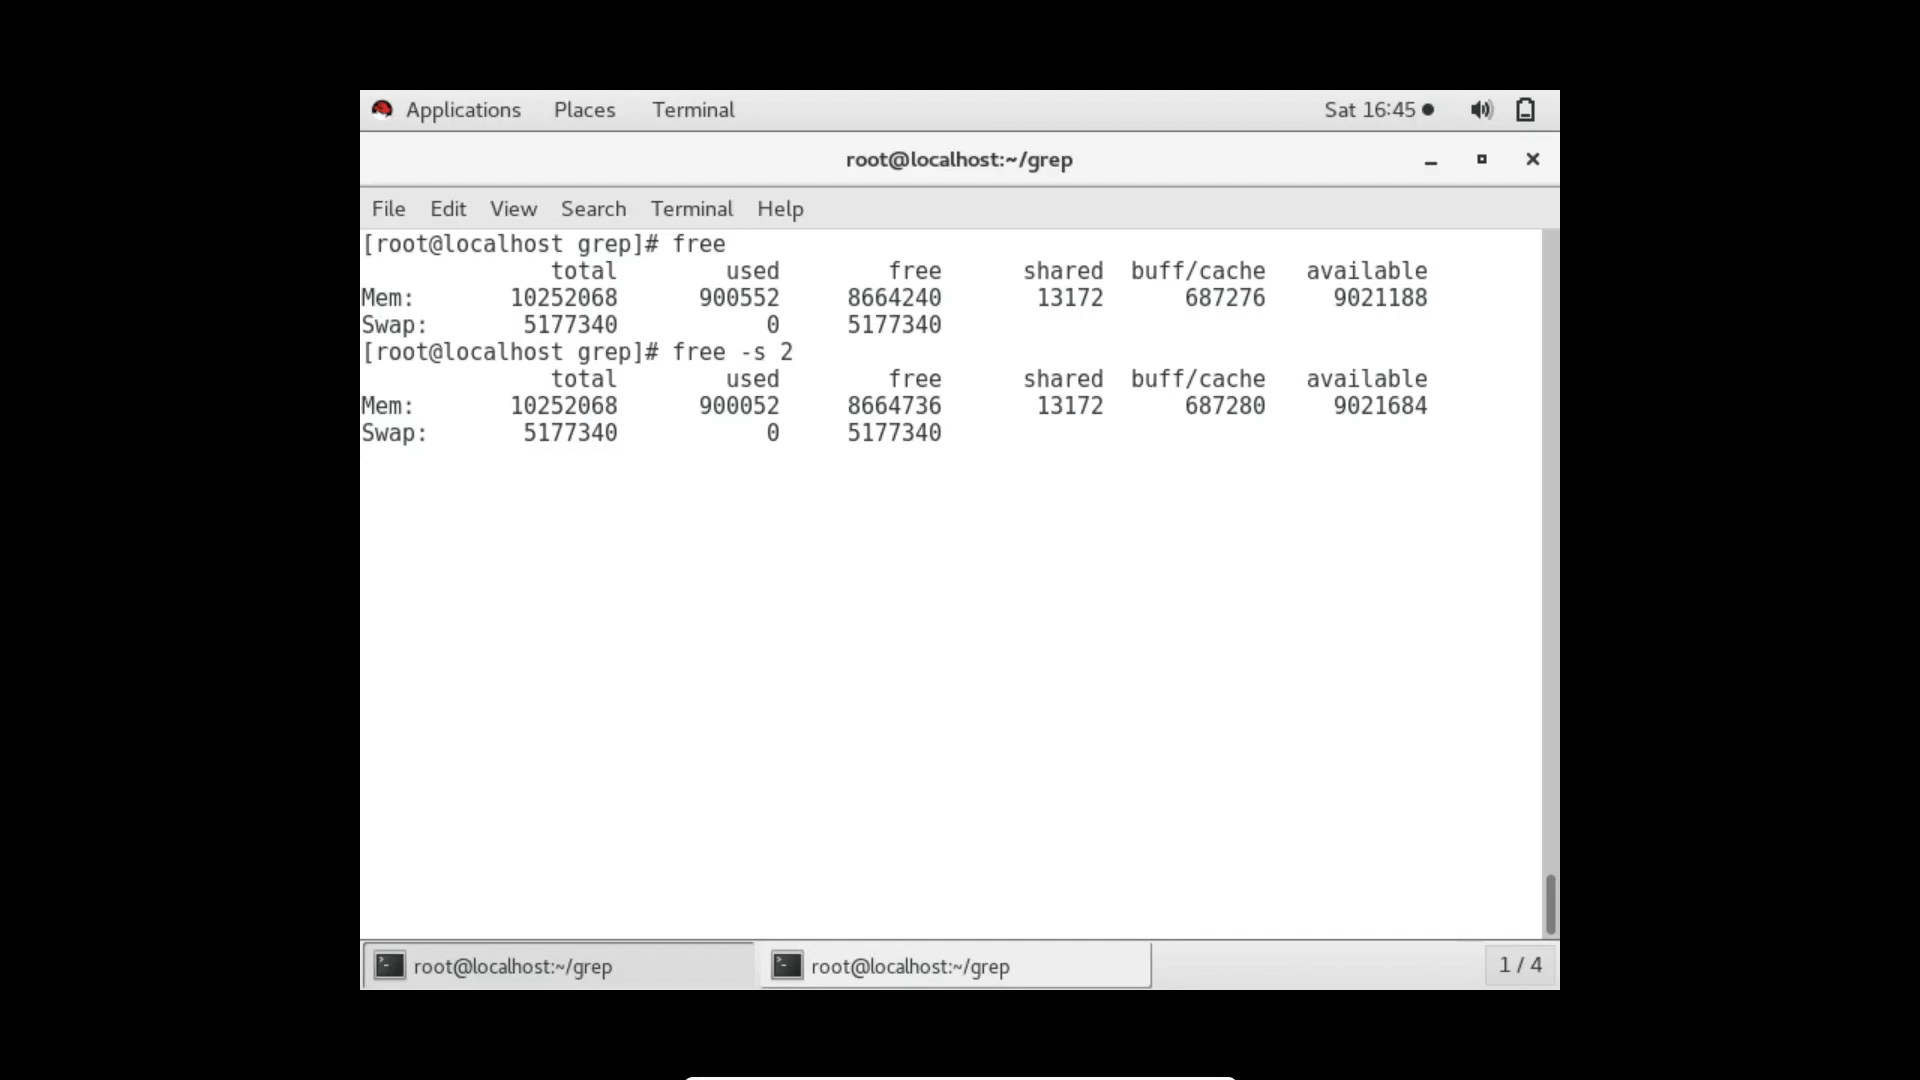 Applications Places Terminal Sat 16:45
root@localhost:~/grep
File Edit View Search Terminal Help
[root@localhost grep]# free
total used free shared buff/cache available
Mem: 10252068 900552 8664240 13172 687276 9021188
Swap: 5177340 0 5177340
[root@localhost grep]# free -s 2
total used free shared buff/cache available
Mem: 10252068 900052 8664736 13172 687280 9021684
Swap: 5177340 0 5177340
root@localhost:~/grep root@localhost:~/grep 1 / 4